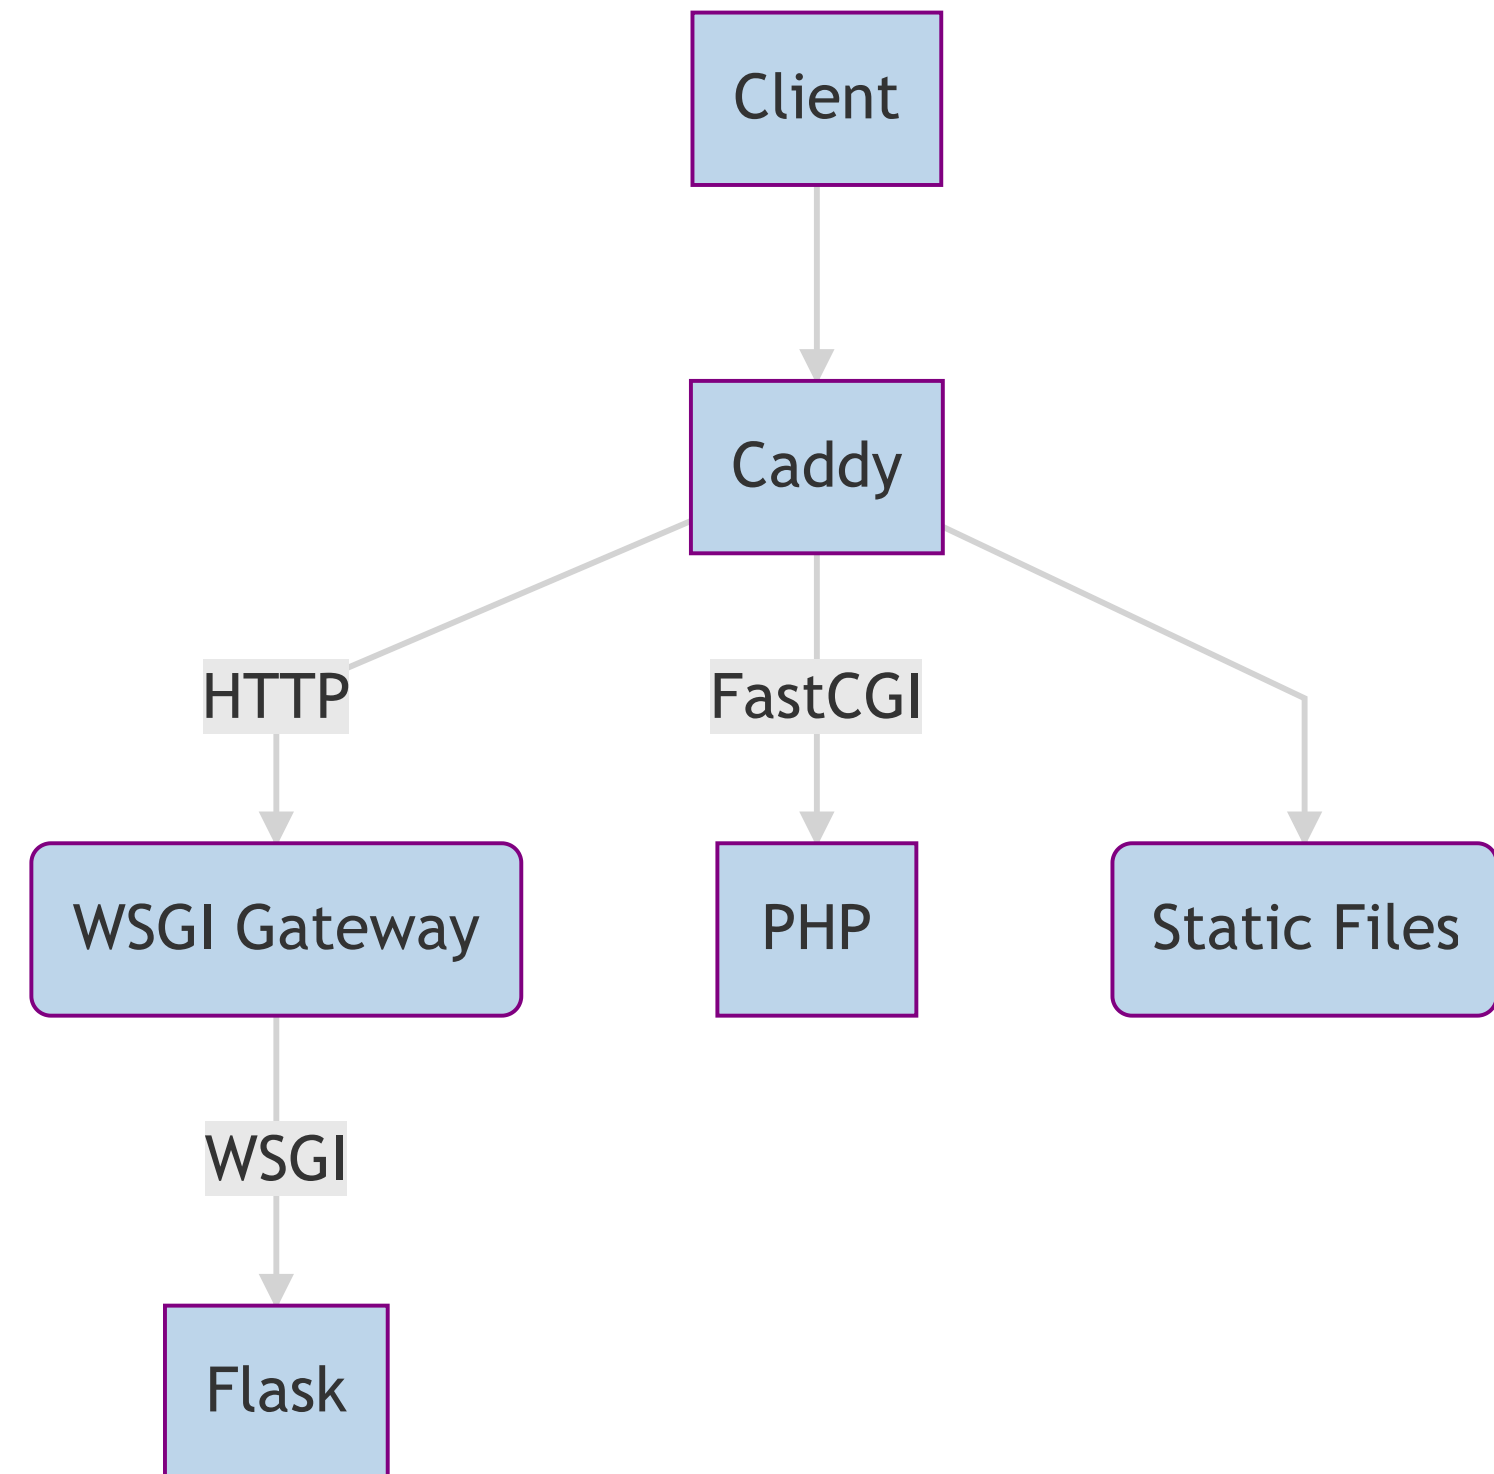 Client
Caddy
HTTP
FastCGI
WSGI Gateway
PHP
Static Files
WSGI
Flask